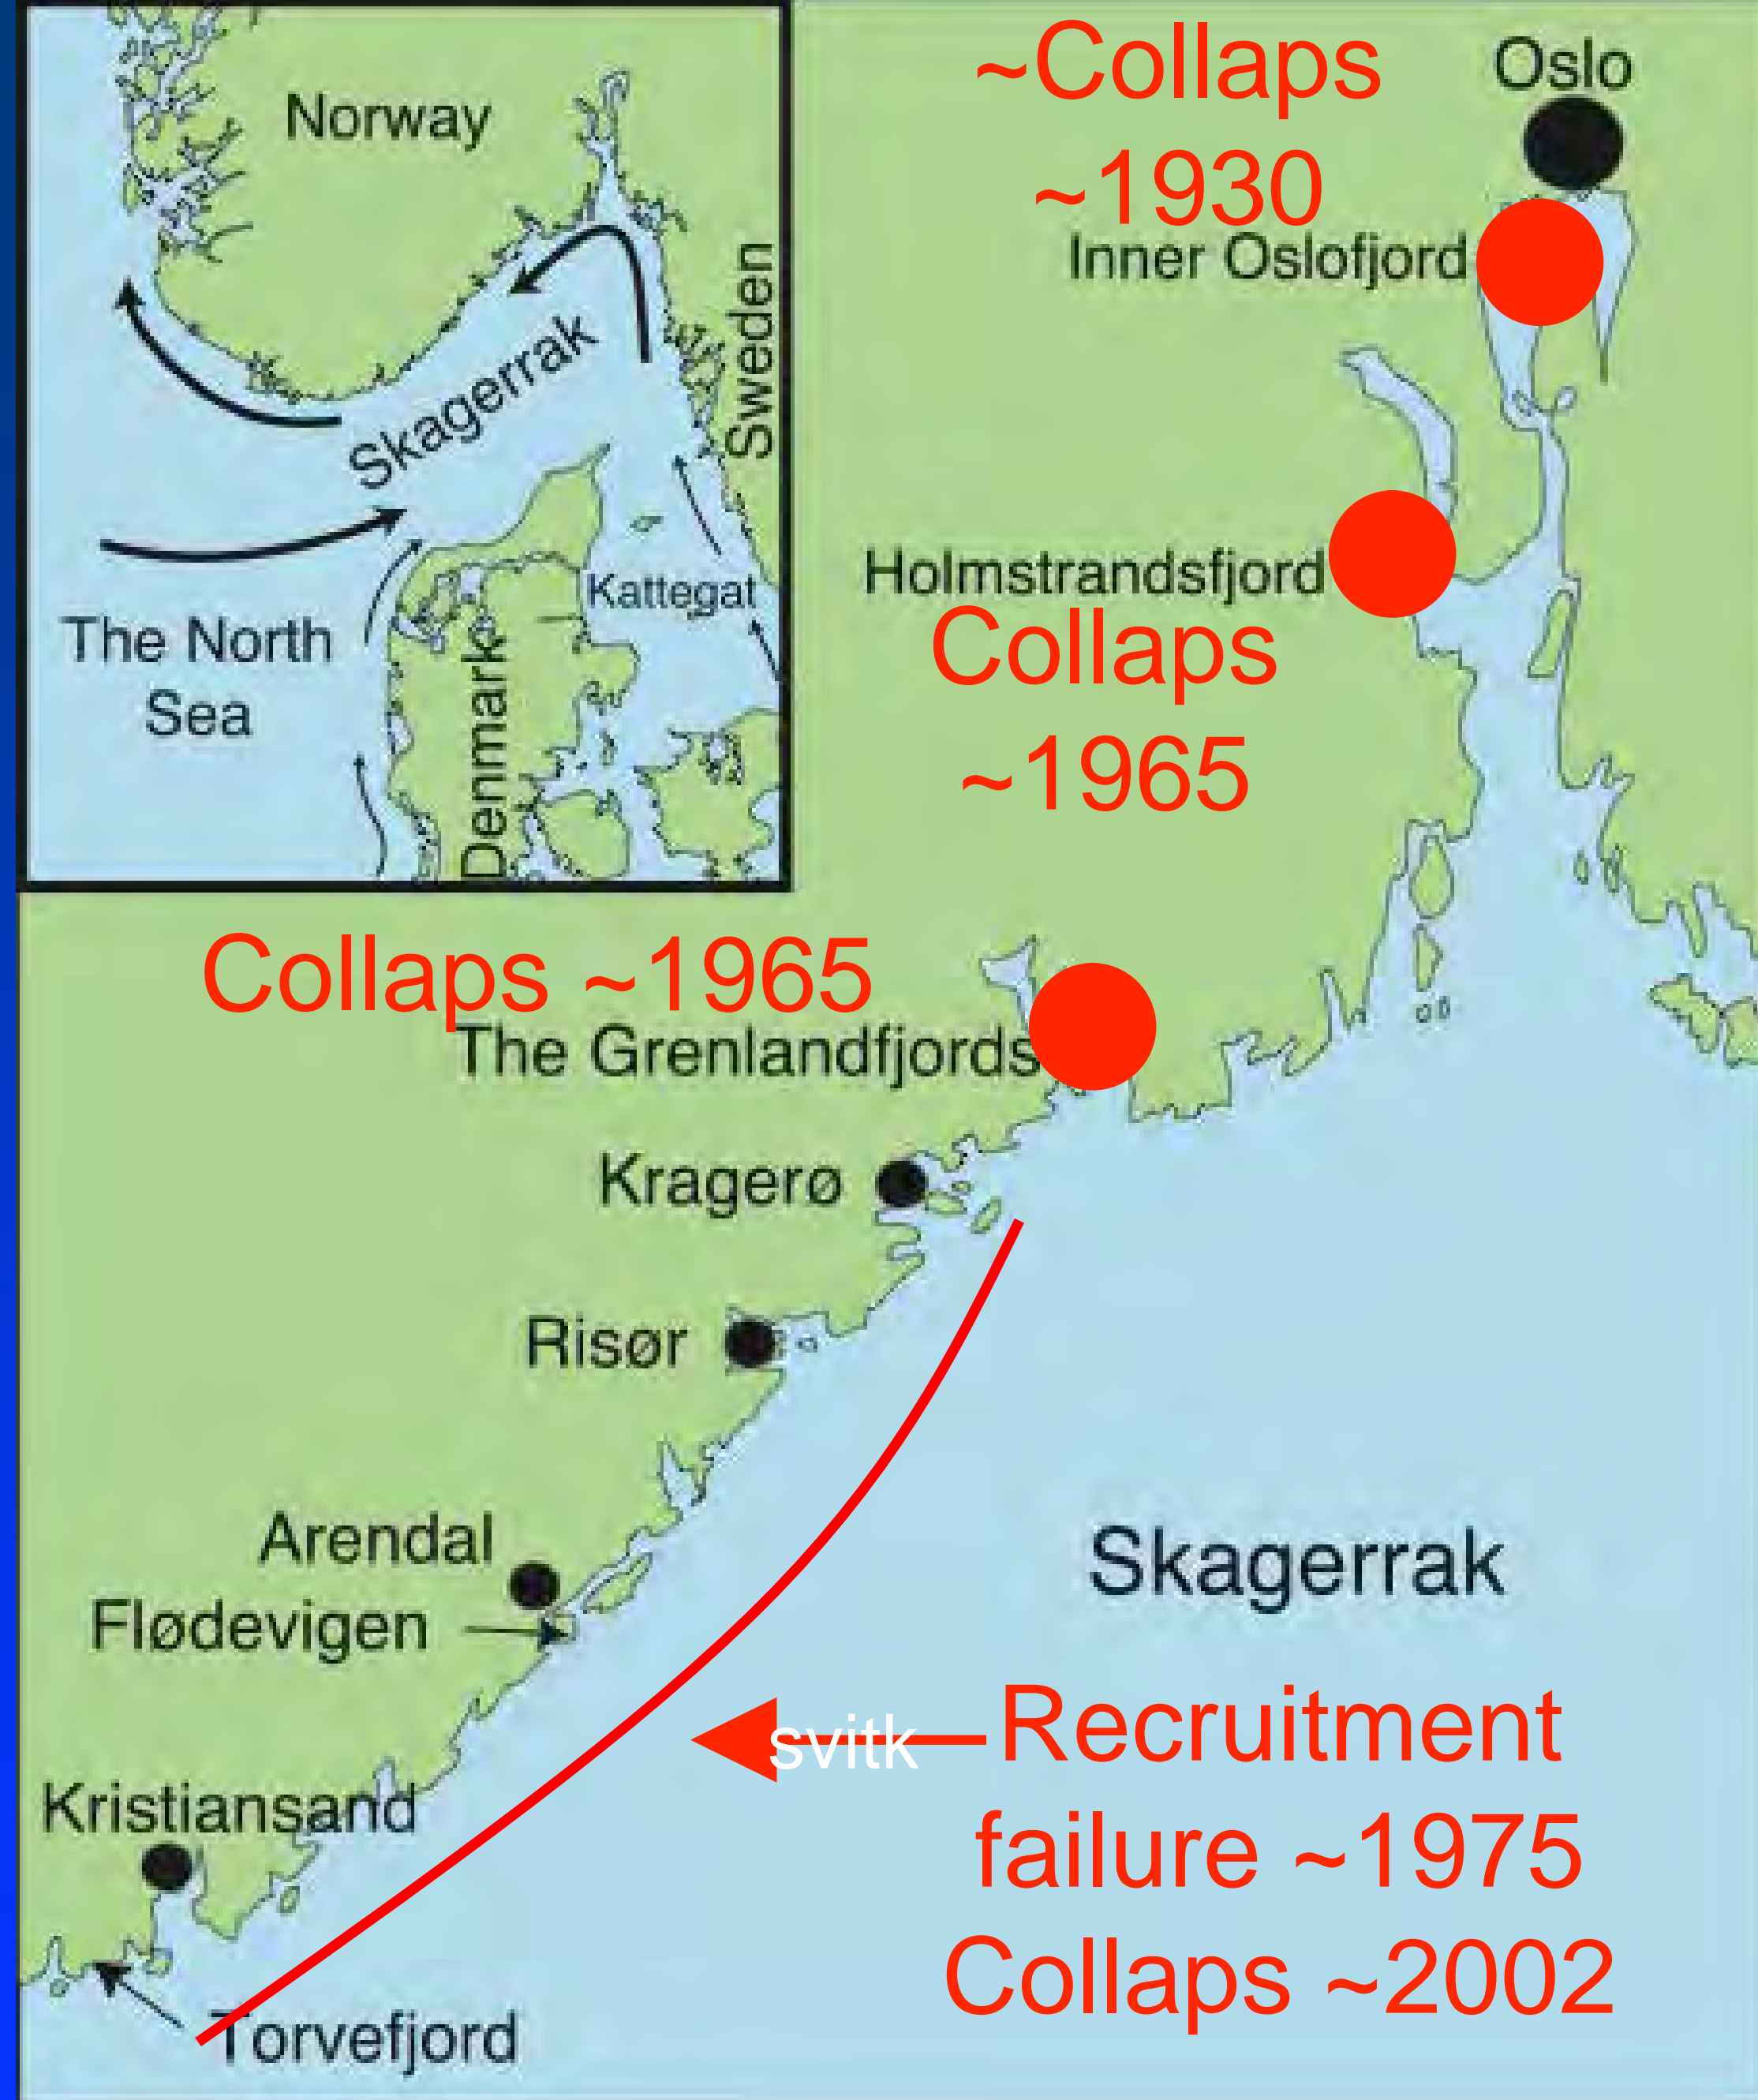 Norway
Sweden
Skagerrak
Kattegat
The North
Sea
Denmark
~Collaps
~1930
Oslo
Inner Oslofjord
Holmstrandsfjord
Collaps
~1965
Collaps ~1965
The Grenlandfjords
Kragerø
Risør
Arendal
Flødevigen
Skagerrak
svitk
Recruitment
failure ~1975
Collaps ~2002
Kristiansand
Torvefjord